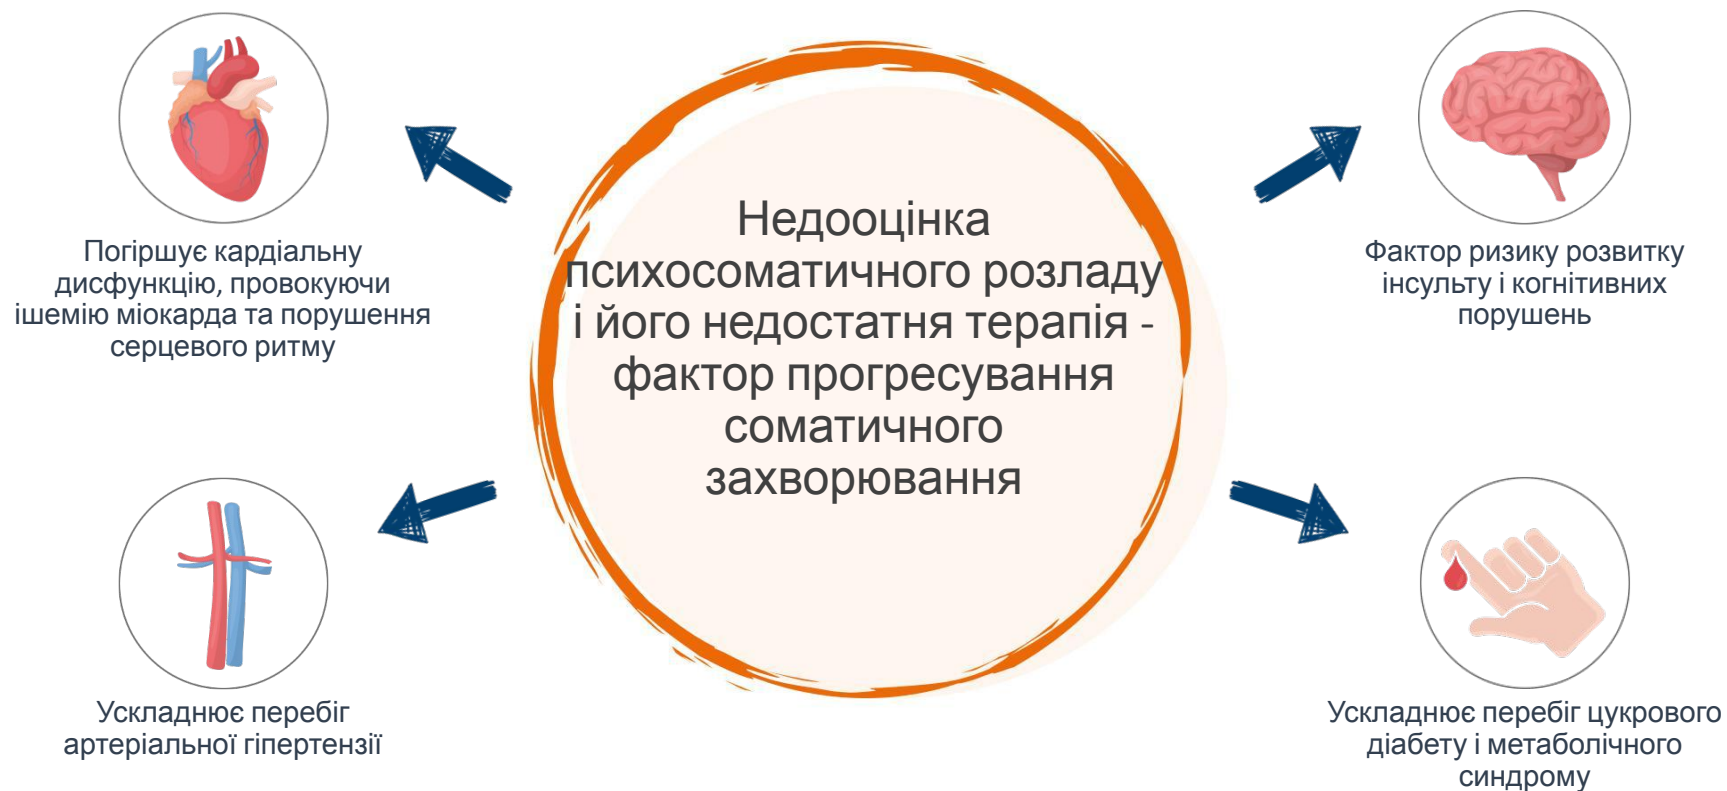 Погіршує кардіальну
дисфункцію, провокуючи
ішемію міокарда та порушення
серцевого ритму
Недооцінка
психосоматичного розладу
і його недостатня терапія -
фактор прогресування
соматичного
захворювання
Фактор ризику розвитку
інсульту і когнітивних
порушень
Ускладнює перебіг
артеріальної гіпертензії
Ускладнює перебіг цукрового
діабету і метаболічного
синдрому